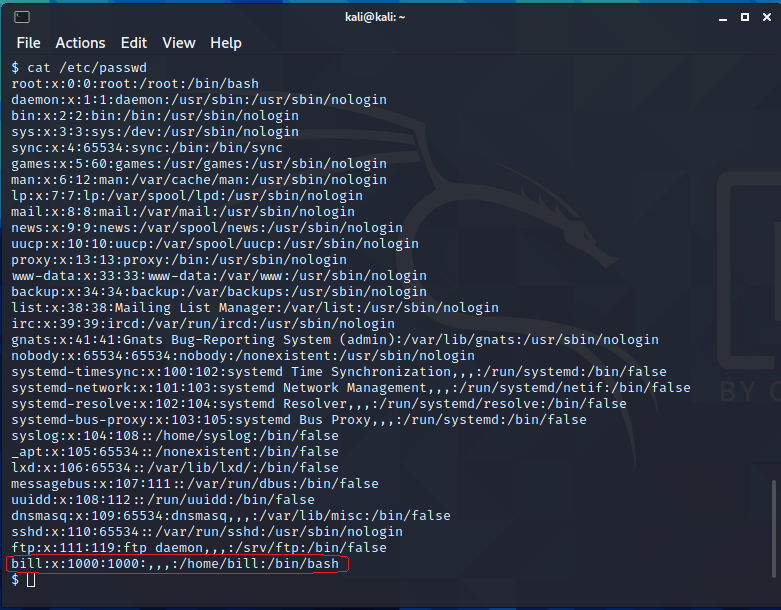 kali@kali: ~
File Actions Edit View Help
$ cat /etc/passwd
root:x:0:0:root:/root:/bin/bash
daemon:x:1:1:daemon:/usr/sbin:/usr/sbin/nologin
bin:x:2:2:bin:/bin:/usr/sbin/nologin
sys:x:3:3:sys:/dev:/usr/sbin/nologin
sync:x:4:65534:sync:/bin:/bin/sync
games:x:5:60:games:/usr/games:/usr/sbin/nologin
man:x:6:12:man:/var/cache/man:/usr/sbin/nologin
lp:x:7:7:lp:/var/spool/lpd:/usr/sbin/nologin
mail:x:8:8:mail:/var/mail:/usr/sbin/nologin
news:x:9:9:news:/var/spool/news:/usr/sbin/nologin
uucp:x:10:10:uucp:/var/spool/uucp:/usr/sbin/nologin
proxy:x:13:13:proxy:/bin:/usr/sbin/nologin
www-data:x:33:33:www-data:/var/www:/usr/sbin/nologin
backup:x:34:34:backup:/var/backups:/usr/sbin/nologin
list:x:38:38:Mailing List Manager:/var/list:/usr/sbin/nologin
irc:x:39:39:ircd:/var/run/ircd:/usr/sbin/nologin
gnats:x:41:41:Gnats Bug-Reporting System (admin):/var/lib/gnats:/usr/sbin/nologin
nobody:x:65534:65534:nobody:/nonexistent:/usr/sbin/nologin
systemd-timesync:x:100:102:systemd Time Synchronization,,,:/run/systemd:/bin/false
systemd-network:x:101:103:systemd Network Management,,,:/run/systemd/netif:/bin/false
systemd-resolve:x:102:104:systemd Resolver,,,:/run/systemd/resolve:/bin/false
systemd-bus-proxy:x:103:105:systemd Bus Proxy,,,:/run/systemd:/bin/false
syslog:x:104:108::/home/syslog:/bin/false
_apt:x:105:65534::/nonexistent:/bin/false
lxd:x:106:65534::/var/lib/lxd/:/bin/false
messagebus:x:107:111::/var/run/dbus:/bin/false
uuidd:x:108:112::/run/uuidd:/bin/false
dnsmasq:x:109:65534:dnsmasq,,,:/var/lib/misc:/bin/false
sshd:x:110:65534::/var/run/sshd:/usr/sbin/nologin
ftp:x:111:119:ftp daemon,,,:/srv/ftp:/bin/false
bill:x:1000:1000:,,,:/home/bill:/bin/bash
$
BY